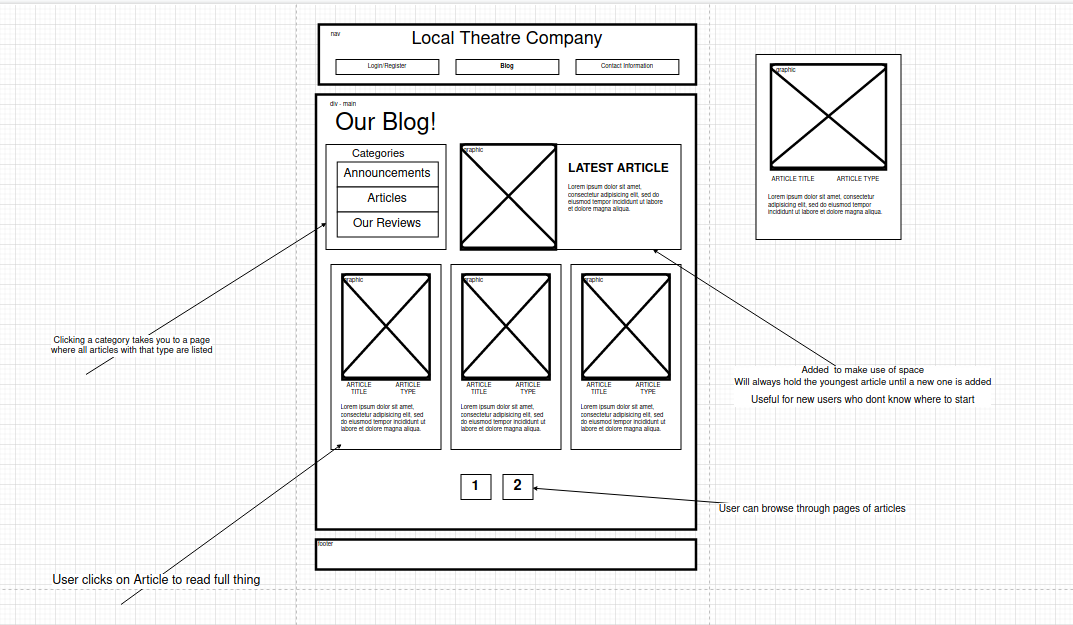 nav
Local Theatre Company
Login/Register
Blog
Contact Information
div - main
Our Blog!
Categories
Announcements
Articles
Our Reviews
graphic
LATEST ARTICLE
Lorem ipsum dolor sit amet,
consectetur adipisicing elit, sed do
eiusmod tempor incididunt ut labore
et dolore magna aliqua.
graphic
ARTICLE TITLE
ARTICLE TYPE
Lorem ipsum dolor sit amet, consectetur
adipisicing elit, sed do eiusmod tempor
incididunt ut labore et dolore magna aliqua.
graphic
ARTICLE
TITLE
ARTICLE
TYPE
Lorem ipsum dolor sit amet,
consectetur adipisicing elit, sed
do eiusmod tempor incididunt ut
labore et dolore magna aliqua.
graphic
ARTICLE
TITLE
ARTICLE
TYPE
Lorem ipsum dolor sit amet,
consectetur adipisicing elit, sed
do eiusmod tempor incididunt ut
labore et dolore magna aliqua.
graphic
ARTICLE
TITLE
ARTICLE
TYPE
Lorem ipsum dolor sit amet,
consectetur adipisicing elit, sed
do eiusmod tempor incididunt ut
labore et dolore magna aliqua.
Clicking a category takes you to a page
where all articles with that type are listed
Added to make use of space
Will always hold the youngest article until a new one is added
Useful for new users who dont know where to start
1
2
User can browse through pages of articles
footer
User clicks on Article to read full thing